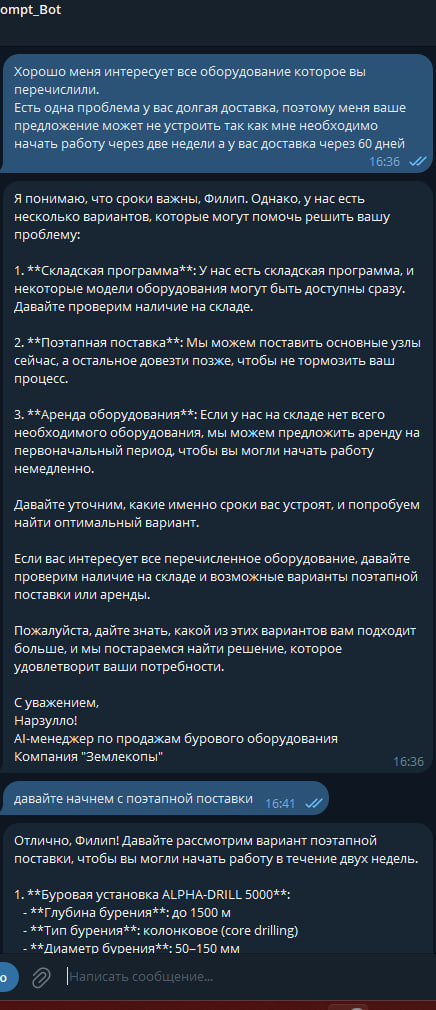 ompt_Bot
Хорошо меня интересует все оборудование которое вы
перечислили.
Есть одна проблема у вас долгая доставка, поэтому меня ваше
предложение может не устроить так как мне необходимо
начать работу через две недели а у вас доставка через 60 дней
16:36
Я понимаю, что сроки важны, Филип. Однако, у нас есть
несколько вариантов, которые могут помочь решить вашу
проблему:
1. **Складская программа**: У нас есть складская программа, и
некоторые модели оборудования могут быть доступны сразу.
Давайте проверим наличие на складе.
2. **Поэтапная поставка**: Мы можем поставить основные узлы
сейчас, а остальное довезти позже, чтобы не тормозить ваш
процесс.
3. **Аренда оборудования**: Если у нас на складе нет всего
необходимого оборудования, мы можем предложить аренду на
первоначальный период, чтобы вы могли начать работу
немедленно.
Давайте уточним, какие именно сроки вас устроят, и попробуем
найти оптимальный вариант.
Если вас интересует все перечисленное оборудование, давайте
проверим наличие на складе и возможные варианты поэтапной
поставки или аренды.
Пожалуйста, дайте знать, какой из этих вариантов вам подходит
больше, и мы постараемся найти решение, которое
удовлетворит ваши потребности.
С уважением,
Нарзулло!
AI-менеджер по продажам бурового оборудования
Компания "Землекопы"
16:36
давайте начнем с поэтапной поставки 16:41
Отлично, Филип! Давайте рассмотрим вариант поэтапной
поставки, чтобы вы могли начать работу в течение двух недель.
1. **Буровая установка ALPHA-DRILL 5000**:
- **Глубина бурения**: до 1500 м
- **Тип бурения**: колонковое (core drilling)
- **Диаметр бурения**: 50–150 мм
ю
Написать сообщение...